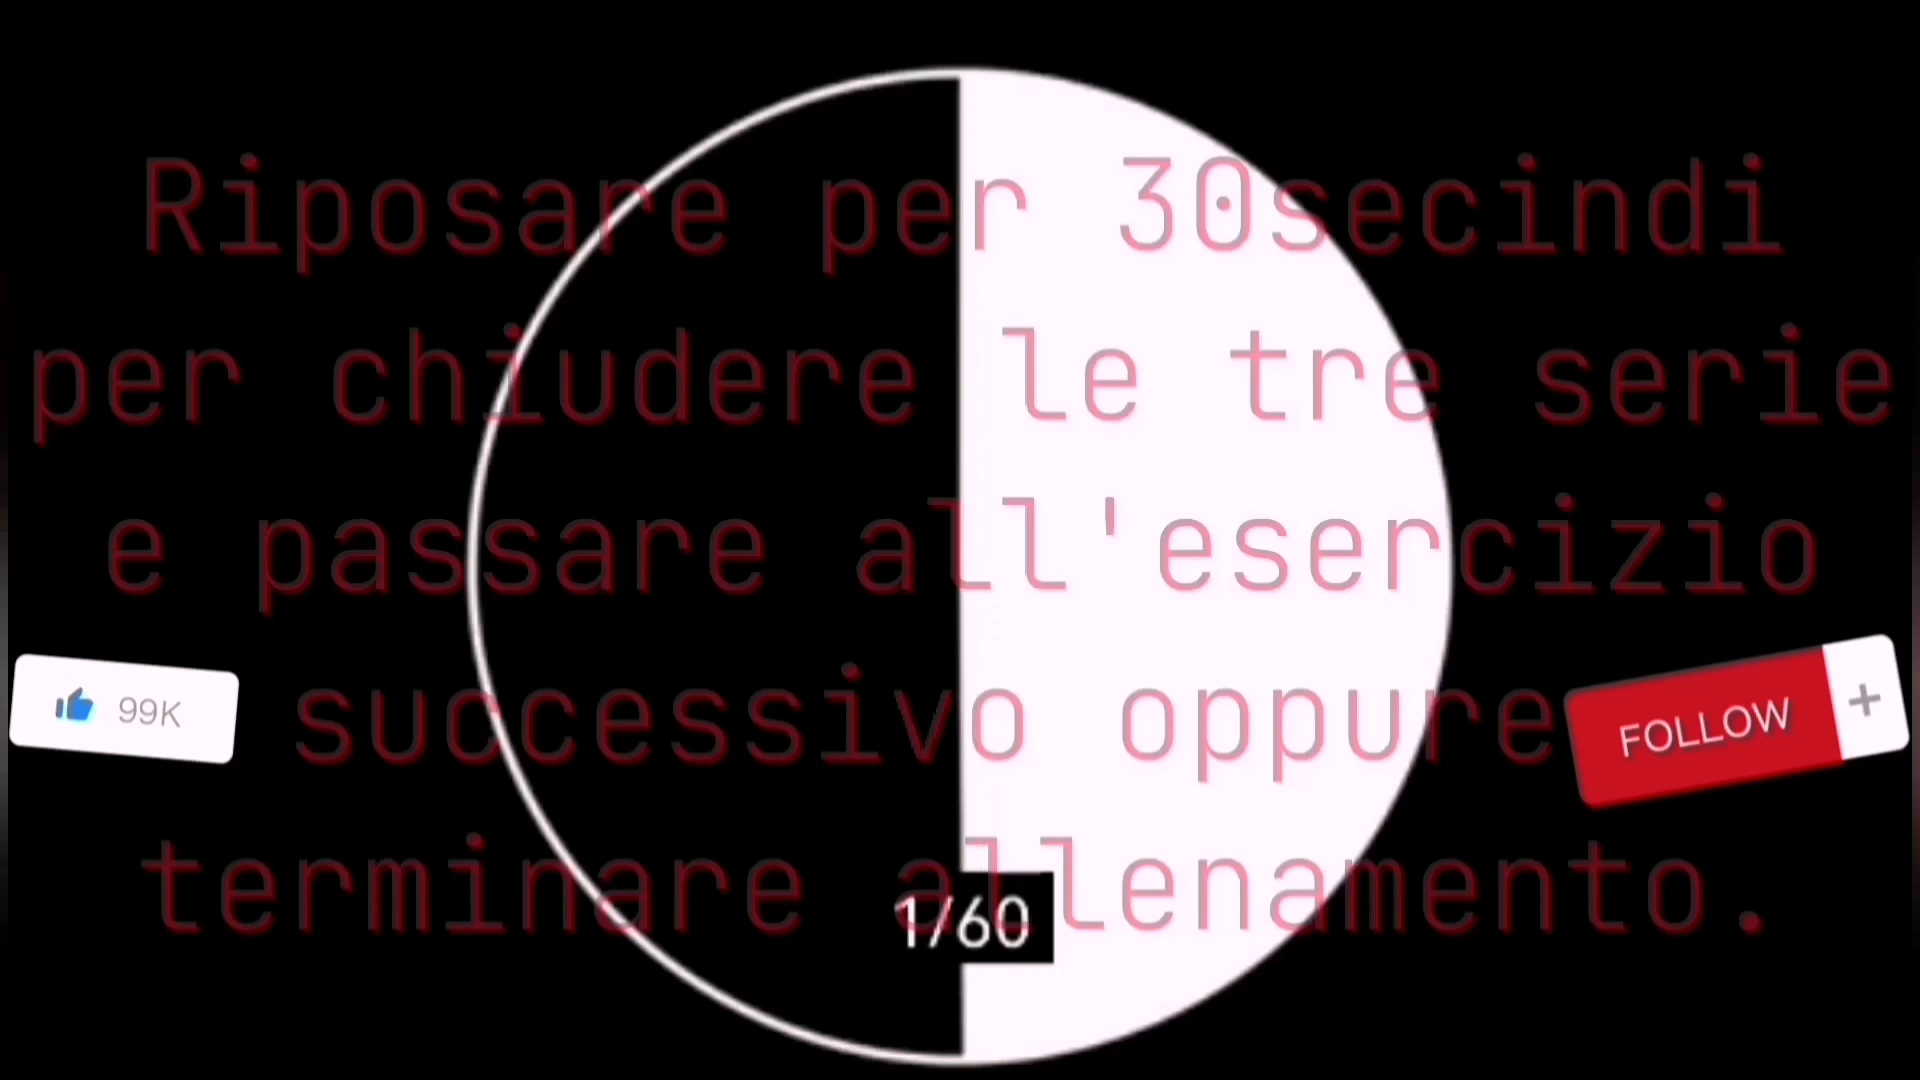 Riposare per 30secindi
per chiudere le tre serie
e passare all'esercizio
successivo oppure
terminare allenamento.
99K
FOLLOW +
1/60